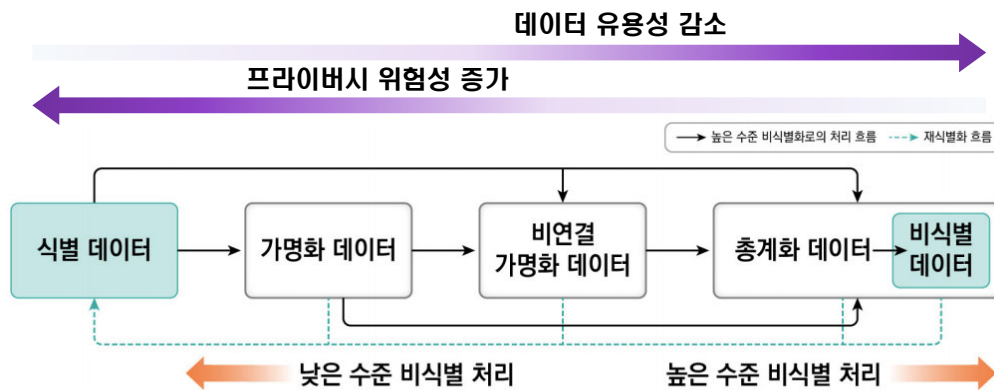 데이터 유용성 감소
프라이버시 위험성 증가
높은 수준 비식별화로의 처리 흐름
재식별화 흐름
식별 데이터
가명화 데이터
비연결
가명화 데이터
총계화 데이터
비식별
데이터
낮은 수준 비식별 처리
높은 수준 비식별 처리